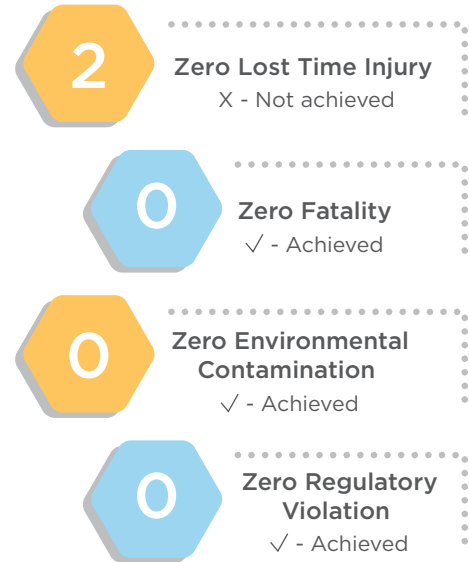 2
Zero Lost Time Injury
X - Not achieved
0
Zero Fatality
✓ - Achieved
0
Zero Environmental
Contamination
✓ - Achieved
0
Zero Regulatory
Violation
✓ - Achieved